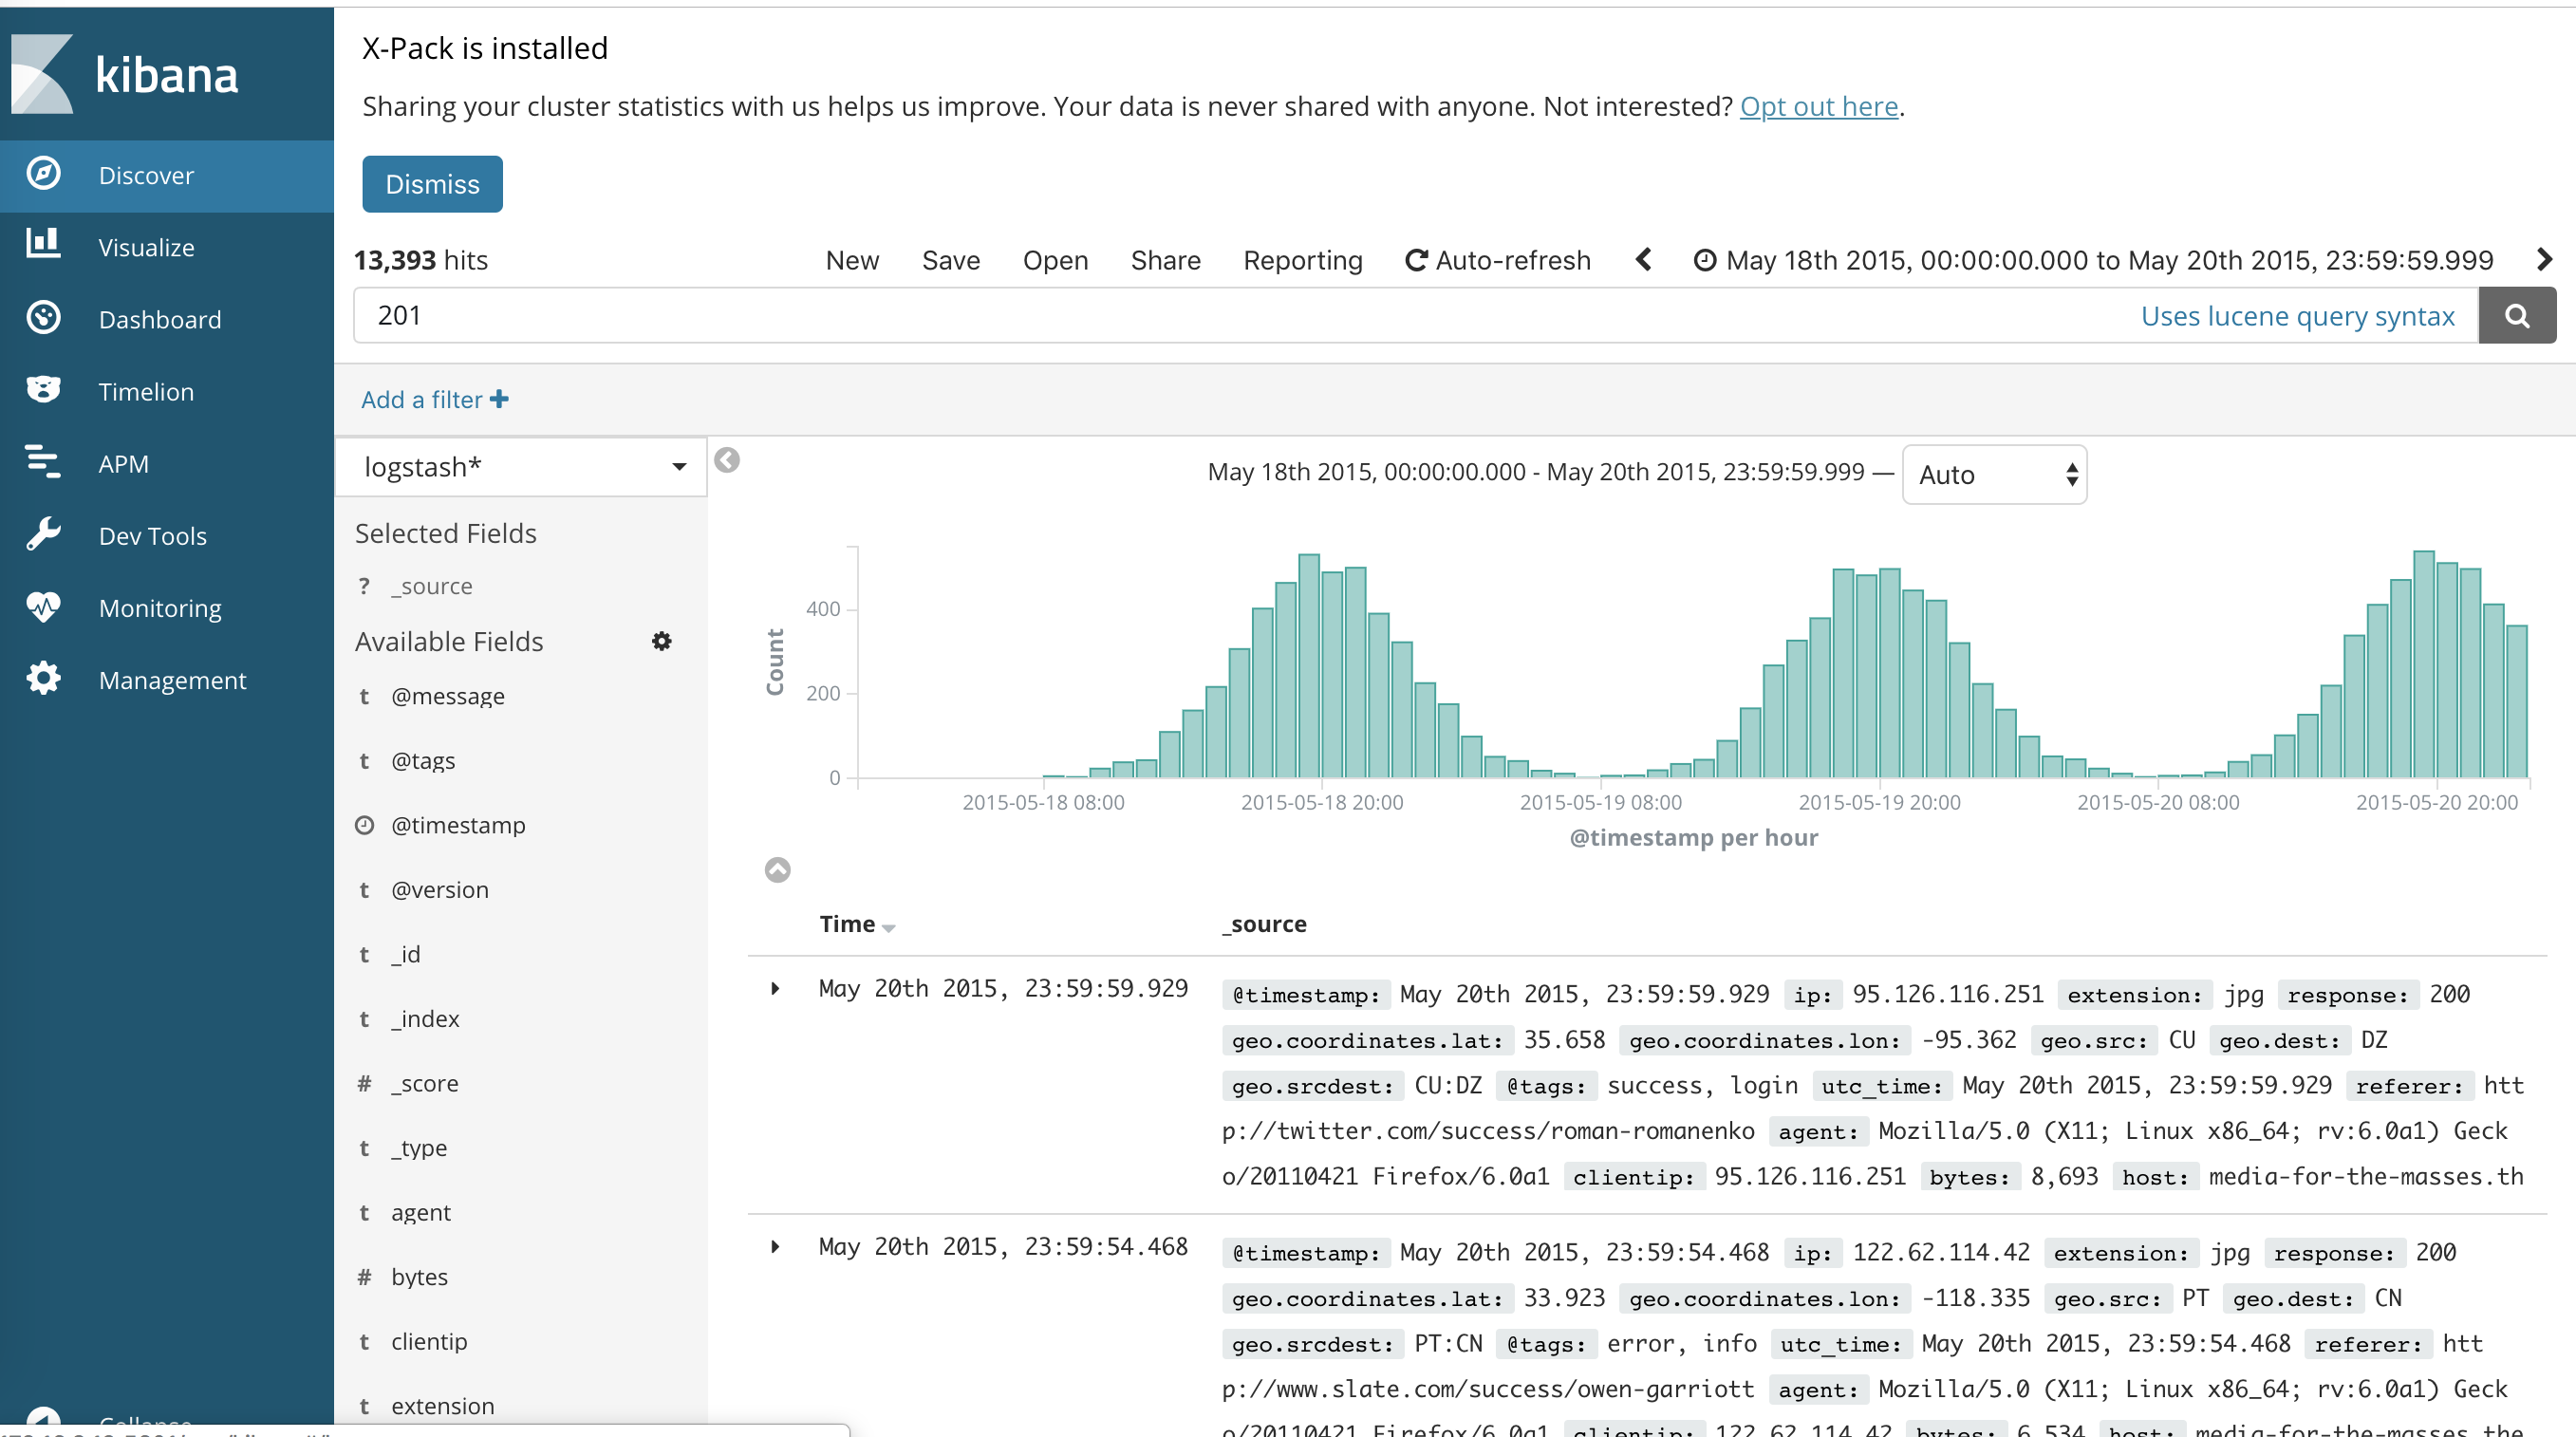 kibana
Discover
Visualize
Dashboard
Timelion
APM
Dev Tools
Monitoring
Management
Collapse
X-Pack is installed
Sharing your cluster statistics with us helps us improve. Your data is never shared with anyone. Not interested? Opt out here.
Dismiss
13,393 hits New Save Open Share Reporting Auto-refresh May 18th 2015, 00:00:00.000 to May 20th 2015, 23:59:59.999
201 Uses lucene query syntax
Add a filter
logstash*
Selected Fields
? _source
Available Fields
t @message
t @tags
@timestamp
t @version
t _id
t _index
# _score
t _type
t agent
# bytes
t clientip
t extension
May 18th 2015, 00:00:00.000 - May 20th 2015, 23:59:59.999 — Auto
Count
400
200
0
2015-05-18 08:00 2015-05-18 20:00 2015-05-19 08:00 2015-05-19 20:00 2015-05-20 08:00 2015-05-20 20:00
@timestamp per hour
Time _source
May 20th 2015, 23:59:59.929 @timestamp: May 20th 2015, 23:59:59.929 ip: 95.126.116.251 extension: jpg response: 200
geo.coordinates.lat: 35.658 geo.coordinates.lon: -95.362 geo.src: CU geo.dest: DZ
geo.srcdest: CU:DZ @tags: success, login utc_time: May 20th 2015, 23:59:59.929 referer: htt
p://twitter.com/success/roman-romanenko agent: Mozilla/5.0 (X11; Linux x86_64; rv:6.0a1) Geck
o/20110421 Firefox/6.0a1 clientip: 95.126.116.251 bytes: 8,693 host: media-for-the-masses.th
May 20th 2015, 23:59:54.468 @timestamp: May 20th 2015, 23:59:54.468 ip: 122.62.114.42 extension: jpg response: 200
geo.coordinates.lat: 33.923 geo.coordinates.lon: -118.335 geo.src: PT geo.dest: CN
geo.srcdest: PT:CN @tags: error, info utc_time: May 20th 2015, 23:59:54.468 referer: htt
p://www.slate.com/success/owen-garriott agent: Mozilla/5.0 (X11; Linux x86_64; rv:6.0a1) Geck
o/20110421 Firefox/6.0a1 clientip: 122.62.114.42 bytes: 6,534 host: media-for-the-masses.the